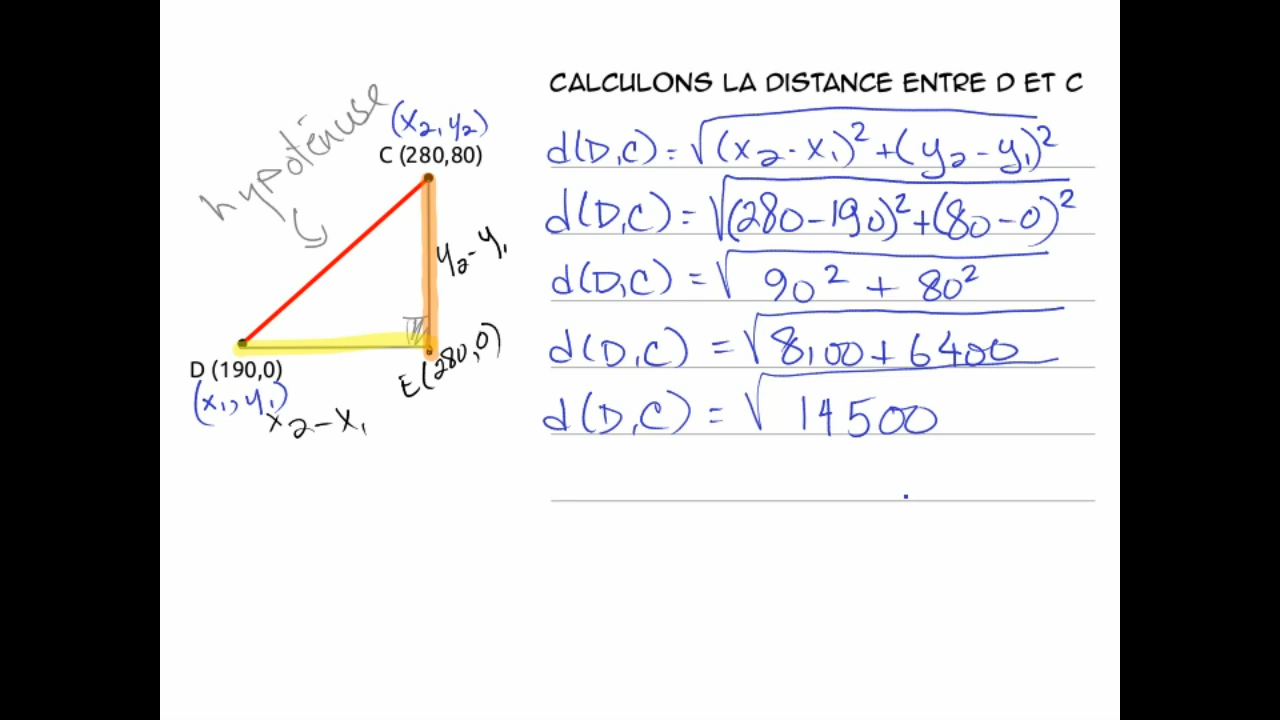 CALCULONS LA DISTANCE ENTRE D ET C
hypoténuse
(x₂, y₂)
C (280,80)
y₂ - y₁
D (190,0)
(x₁, y₁)
x₂ - x₁
E (280,0)
d(D,C) = √(x₂ - x₁)² + (y₂ - y₁)²
d(D,C) = √(280 - 190)² + (80 - 0)²
d(D,C) = √90² + 80²
d(D,C) = √8100 + 6400
d(D,C) = √14500